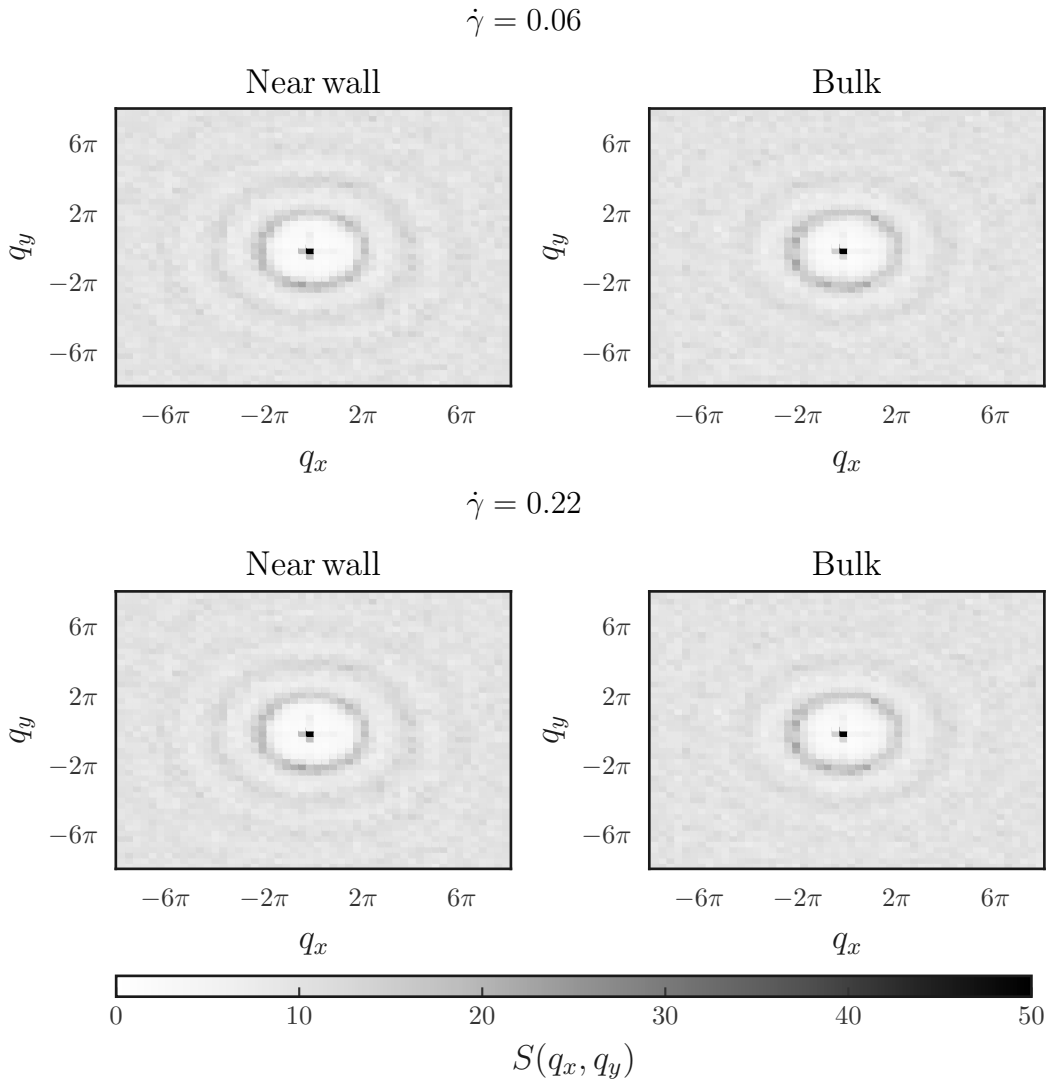 γ̇ = 0.06
Near wall
Bulk
6π
2π
−2π
−6π
q_y
−6π −2π 2π 6π
q_x
6π
2π
−2π
−6π
q_y
−6π −2π 2π 6π
q_x
γ̇ = 0.22
Near wall
Bulk
6π
2π
−2π
−6π
q_y
−6π −2π 2π 6π
q_x
6π
2π
−2π
−6π
q_y
−6π −2π 2π 6π
q_x
0 10 20 30 40 50
S(q_x, q_y)